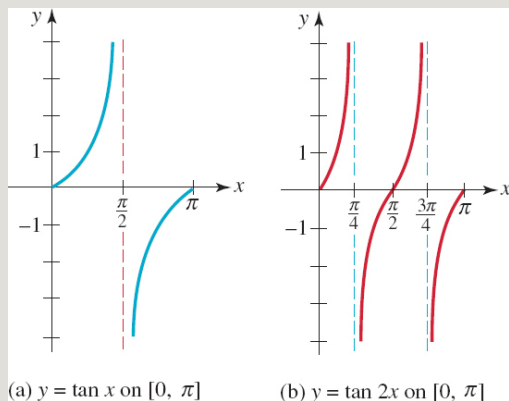 y
1
-1
π/2
π
x
(a) y = tan x on [0, π]
y
1
-1
π/4
π/2
3π/4
π
x
(b) y = tan 2x on [0, π]